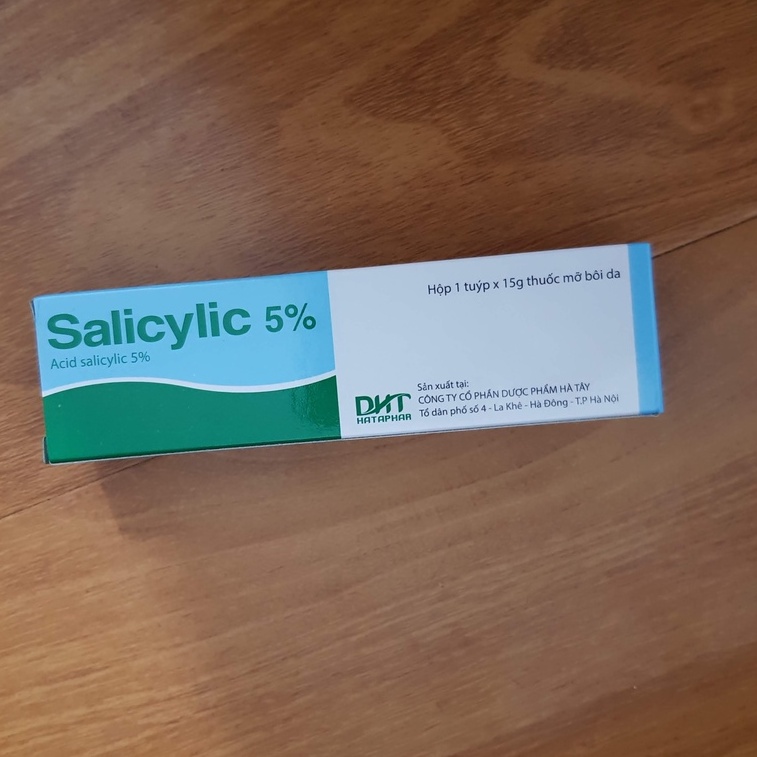 Salicylic 5%
Acid salicylic 5%
Hộp 1 tuýp x 15g thuốc mỡ bôi da
DHT
HATAPHAR
Sản xuất tại:
CÔNG TY CỔ PHẦN DƯỢC PHẨM HÀ TÂY
Tổ dân phố số 4 - La Khê - Hà Đông - T.P Hà Nội